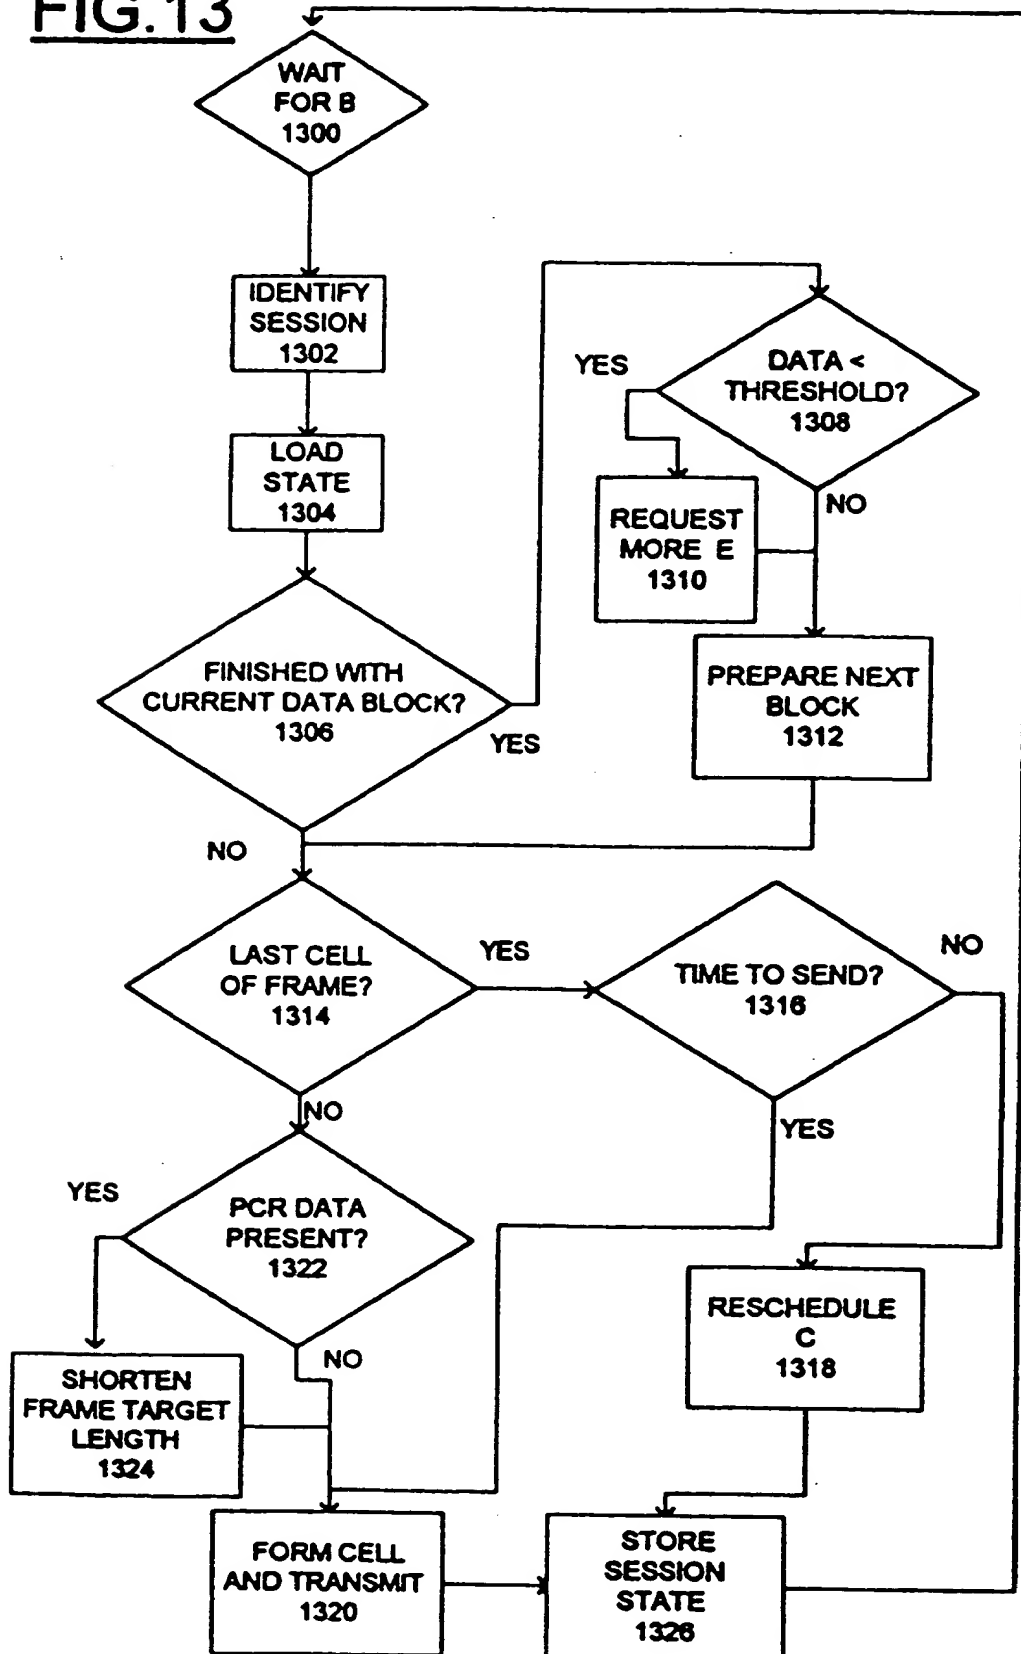 FIG.13
WAIT
FOR B
1300
IDENTIFY
SESSION
1302
LOAD
STATE
1304
FINISHED WITH
CURRENT DATA BLOCK?
1306
YES
NO
DATA <
THRESHOLD?
1308
YES
NO
REQUEST
MORE E
1310
PREPARE NEXT
BLOCK
1312
LAST CELL
OF FRAME?
1314
YES
NO
TIME TO SEND?
1316
NO
YES
PCR DATA
PRESENT?
1322
YES
NO
RESCHEDULE
C
1318
SHORTEN
FRAME TARGET
LENGTH
1324
FORM CELL
AND TRANSMIT
1320
STORE
SESSION
STATE
1326